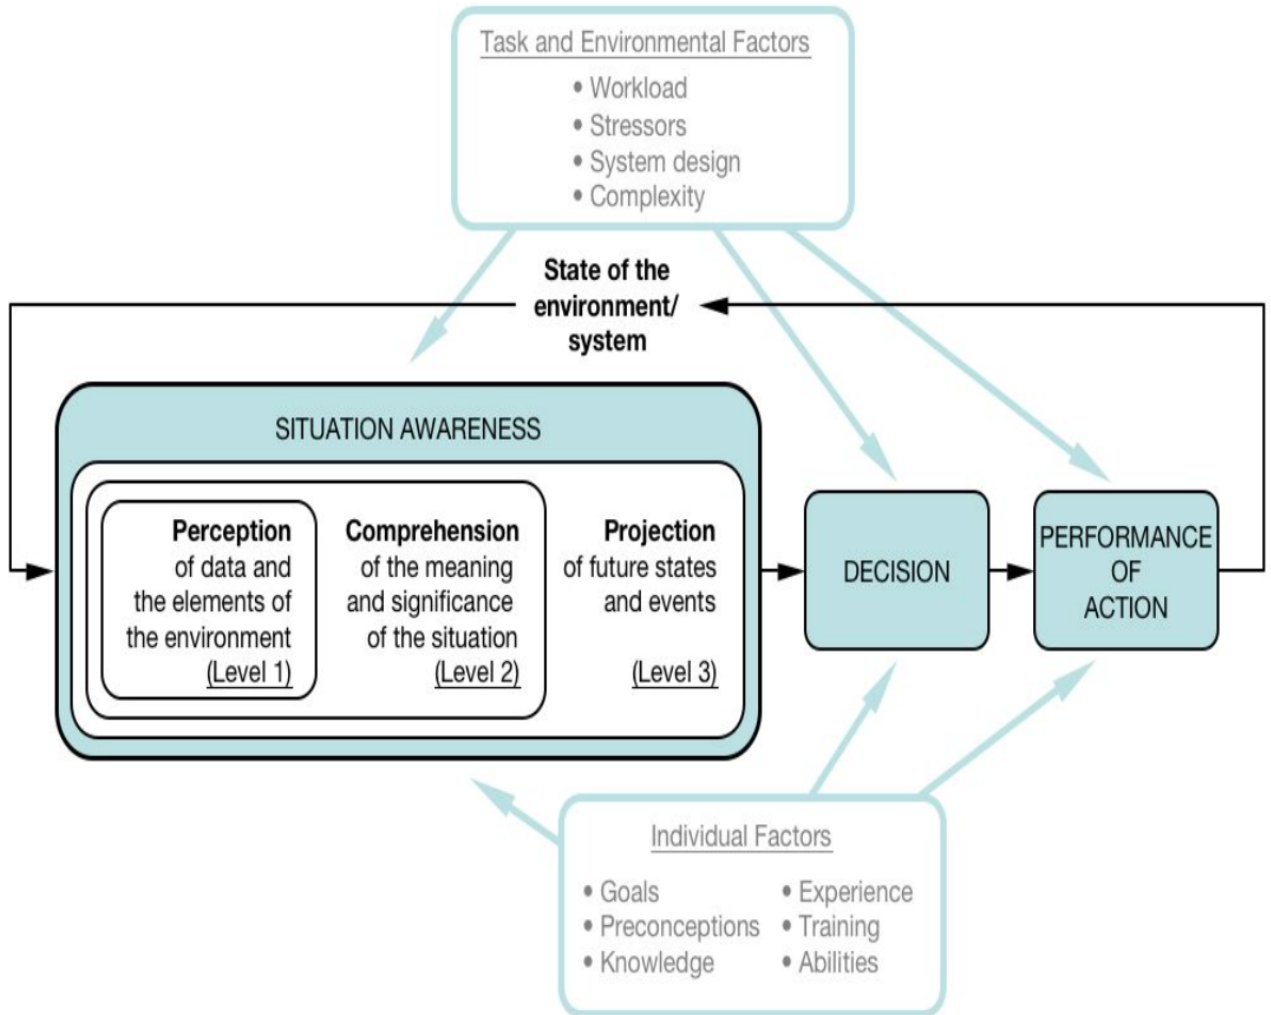 Task and Environmental Factors
• Workload
• Stressors
• System design
• Complexity
State of the
environment/
system
SITUATION AWARENESS
Perception
of data and
the elements of
the environment
(Level 1)
Comprehension
of the meaning
and significance
of the situation
(Level 2)
Projection
of future states
and events
(Level 3)
DECISION
PERFORMANCE
OF
ACTION
Individual Factors
• Goals
• Preconceptions
• Knowledge
• Experience
• Training
• Abilities